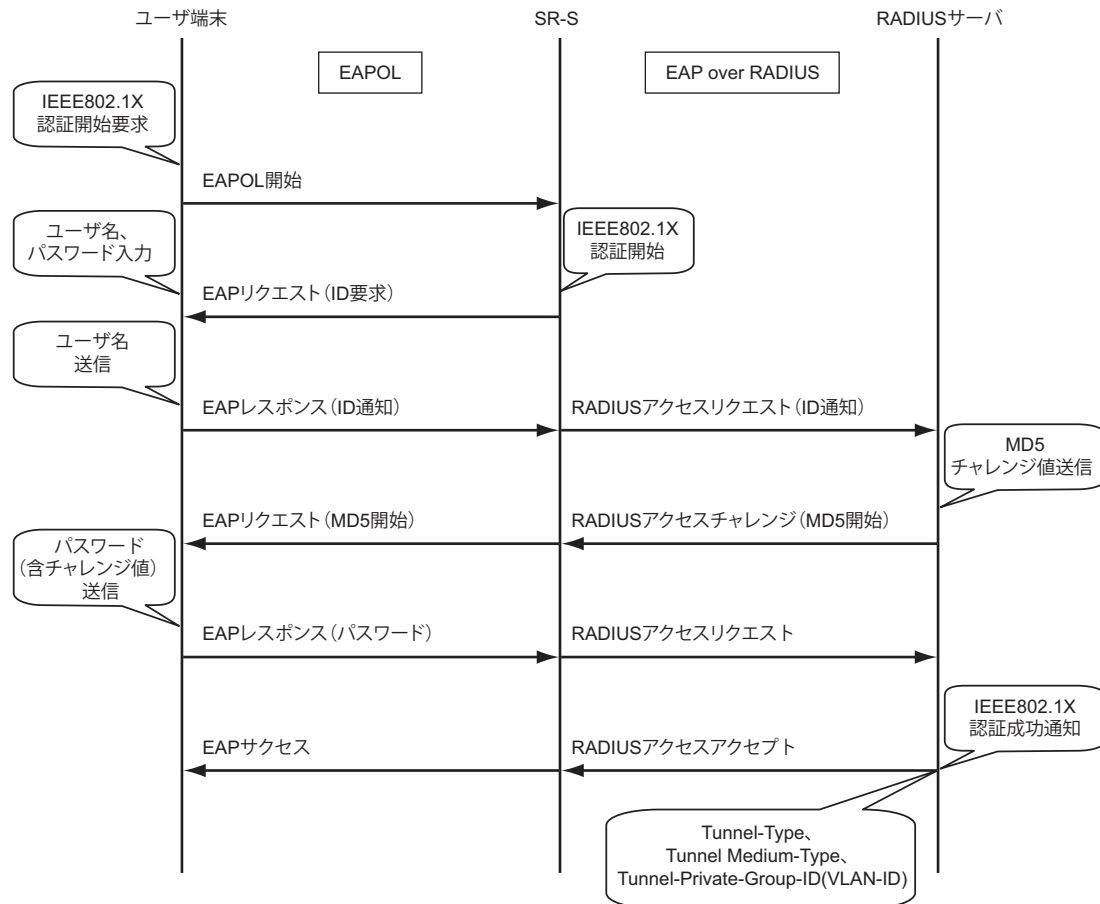 ユーザ端末
SR-S
RADIUSサーバ
EAPOL
EAP over RADIUS
IEEE802.1X
認証開始要求
EAPOL開始
ユーザ名、
パスワード入力
IEEE802.1X
認証開始
EAPリクエスト（ID要求）
ユーザ名
送信
EAPレスポンス（ID通知）
RADIUSアクセスリクエスト（ID通知）
MD5
チャレンジ値送信
EAPリクエスト（MD5開始）
RADIUSアクセスチャレンジ（MD5開始）
パスワード
（含チャレンジ値）
送信
EAPレスポンス（パスワード）
RADIUSアクセスリクエスト
IEEE802.1X
認証成功通知
EAPサクセス
RADIUSアクセスアクセプト
Tunnel-Type、
Tunnel Medium-Type、
Tunnel-Private-Group-ID(VLAN-ID)